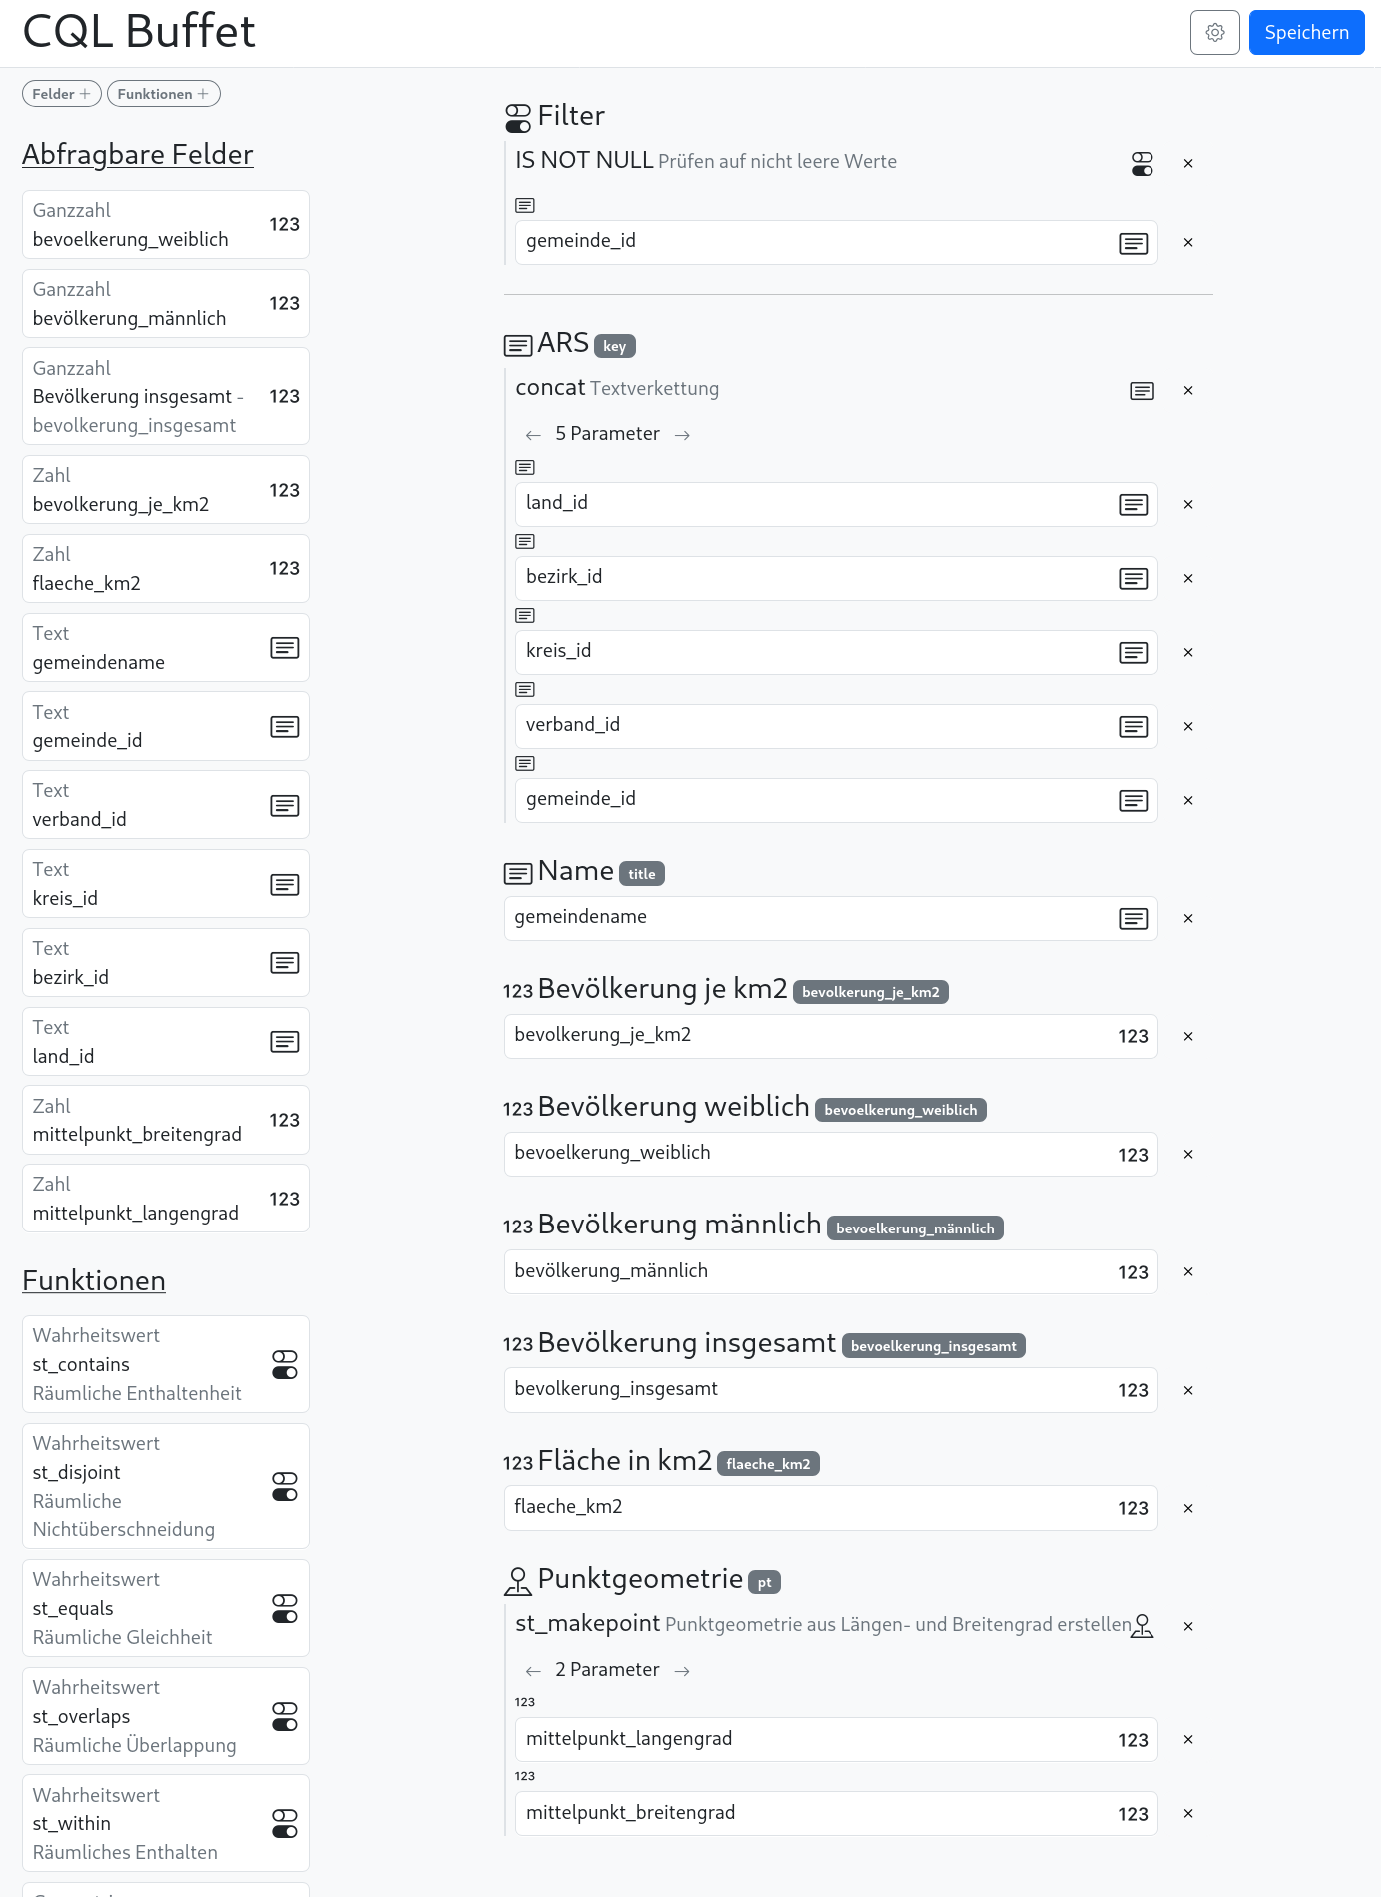 CQL Buffet
Speichern
Felder +
Funktionen +
Abfragbare Felder
Ganzzahl
bevoelkerung_weiblich
123
Ganzzahl
bevölkerung_männlich
123
Ganzzahl
Bevölkerung insgesamt -
bevolkerung_insgesamt
123
Zahl
bevolkerung_je_km2
123
Zahl
flaeche_km2
123
Text
gemeindename
Text
gemeinde_id
Text
verband_id
Text
kreis_id
Text
bezirk_id
Text
land_id
Zahl
mittelpunkt_breitengrad
123
Zahl
mittelpunkt_langengrad
123
Funktionen
Wahrheitswert
st_contains
Räumliche Enthaltenheit
Wahrheitswert
st_disjoint
Räumliche
Nichtüberschneidung
Wahrheitswert
st_equals
Räumliche Gleichheit
Wahrheitswert
st_overlaps
Räumliche Überlappung
Wahrheitswert
st_within
Räumliches Enthalten
Filter
IS NOT NULL Prüfen auf nicht leere Werte ×
gemeinde_id ×
ARS key
concat Textverkettung ×
← 5 Parameter →
land_id ×
bezirk_id ×
kreis_id ×
verband_id ×
gemeinde_id ×
Name title
gemeindename ×
123 Bevölkerung je km2 bevolkerung_je_km2
bevolkerung_je_km2 123 ×
123 Bevölkerung weiblich bevoelkerung_weiblich
bevoelkerung_weiblich 123 ×
123 Bevölkerung männlich bevoelkerung_männlich
bevölkerung_männlich 123 ×
123 Bevölkerung insgesamt bevoelkerung_insgesamt
bevolkerung_insgesamt 123 ×
123 Fläche in km2 flaeche_km2
flaeche_km2 123 ×
Punktgeometrie pt
st_makepoint Punktgeometrie aus Längen- und Breitengrad erstellen ×
← 2 Parameter →
123
mittelpunkt_langengrad 123 ×
123
mittelpunkt_breitengrad 123 ×